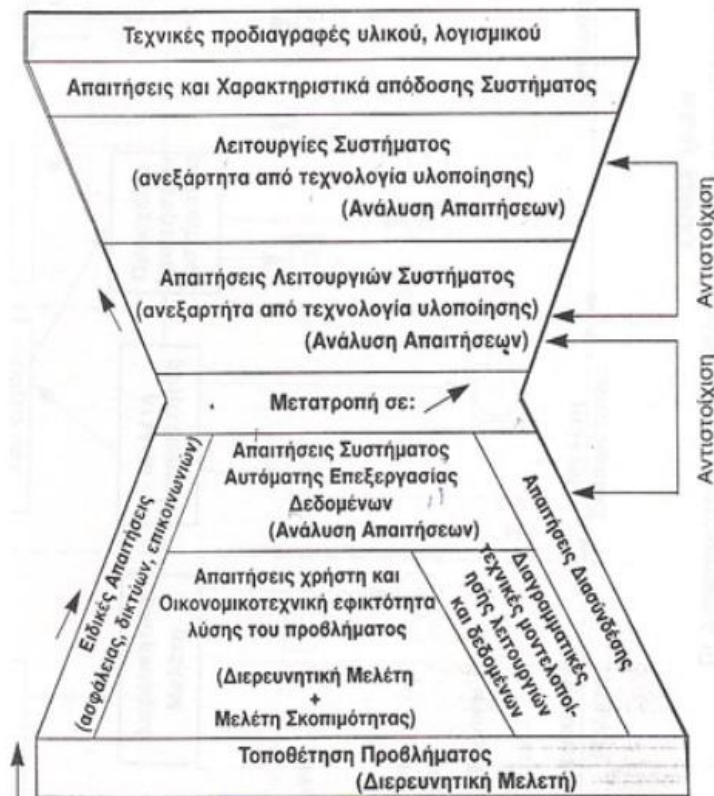 Τεχνικές προδιαγραφές υλικού, λογισμικού
Απαιτήσεις και Χαρακτηριστικά απόδοσης Συστήματος
Λειτουργίες Συστήματος
(ανεξάρτητα από τεχνολογία υλοποίησης)
(Ανάλυση Απαιτήσεων)
Απαιτήσεις Λειτουργιών Συστήματος
(ανεξαρτήτα από τεχνολογία υλοποίησης)
(Ανάλυση Απαιτήσεων)
Αντιστοίχιση
Αντιστοίχιση
Μετατροπή σε:
Απαιτήσεις Συστήματος
Αυτόματης Επεξεργασίας
Δεδομένων
(Ανάλυση Απαιτήσεων)
Ειδικές Απαιτήσεις
(ασφάλειας, δικτύων, επικοινωνιών)
Απαιτήσεις χρήστη και
Οικονομικοτεχνική εφικτότητα
λύσης του προβλήματος
(Διερευνητική Μελέτη
+
Μελέτη Σκοπιμότητας)
Διαγραμματικές
τεχνικές μοντελοποί-
ησης λειτουργιών
και δεδομένων
Απαιτήσεις Διασύνδέσης
Τοποθέτηση Προβλήματος
(Διερευνητική Μελετή)